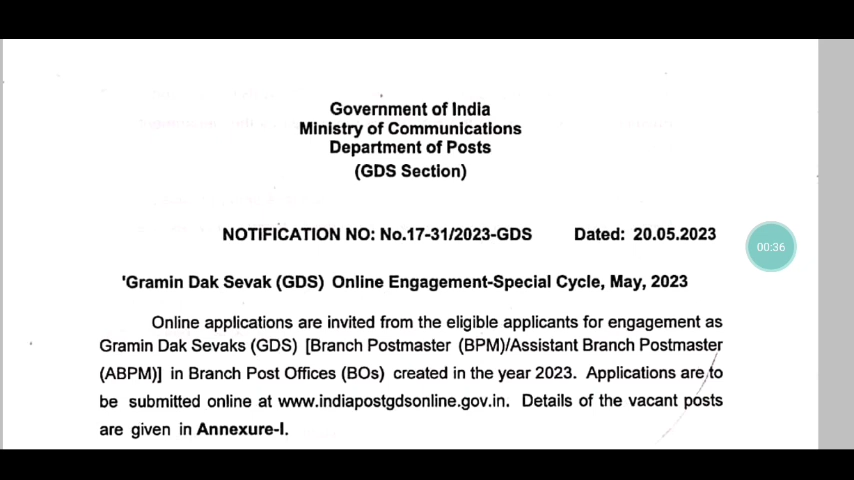 Government of India
Ministry of Communications
Department of Posts
(GDS Section)
NOTIFICATION NO: No.17-31/2023-GDS Dated: 20.05.2023
00:36
'Gramin Dak Sevak (GDS) Online Engagement-Special Cycle, May, 2023
Online applications are invited from the eligible applicants for engagement as
Gramin Dak Sevaks (GDS) [Branch Postmaster (BPM)/Assistant Branch Postmaster
(ABPM)] in Branch Post Offices (BOs) created in the year 2023. Applications are to
be submitted online at www.indiapostgdsonline.gov.in. Details of the vacant posts
are given in Annexure-I.